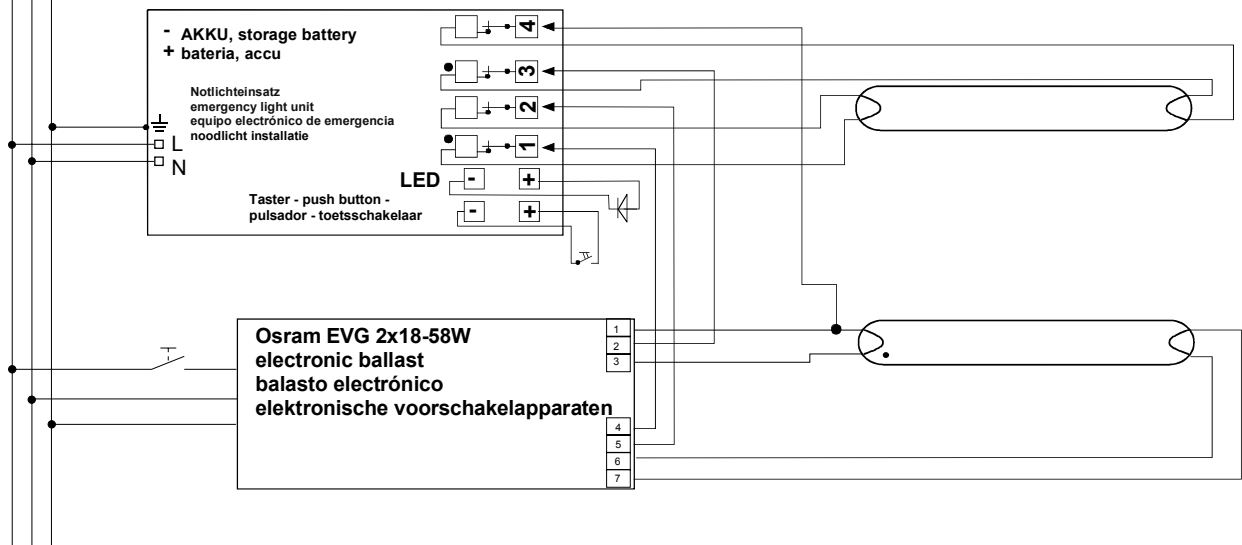 - AKKU, storage battery
+ bateria, accu
Notlichteinsatz
emergency light unit
equipo electrónico de emergencia
noodlicht installatie
L
N
4
3
2
1
LED
- +
Taster - push button -
pulsador - toetsschakelaar
- +
Osram EVG 2x18-58W
electronic ballast
balasto electrónico
elektronische voorschakelapparaten
1
2
3
4
5
6
7